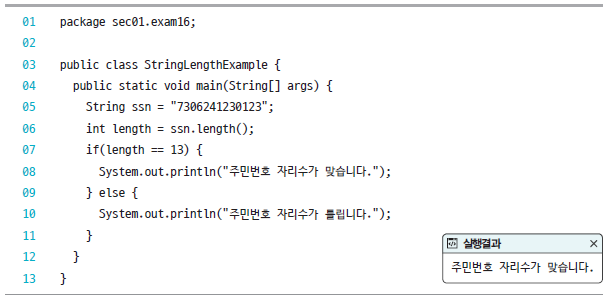 01 package sec01.exam16;
02
03 public class StringLengthExample {
04   public static void main(String[] args) {
05     String ssn = "7306241230123";
06     int length = ssn.length();
07     if(length == 13) {
08       System.out.println("주민번호 자리수가 맞습니다.");
09     } else {
10       System.out.println("주민번호 자리수가 틀립니다.");
11     }
12   }
13 }
실행결과
주민번호 자리수가 맞습니다.